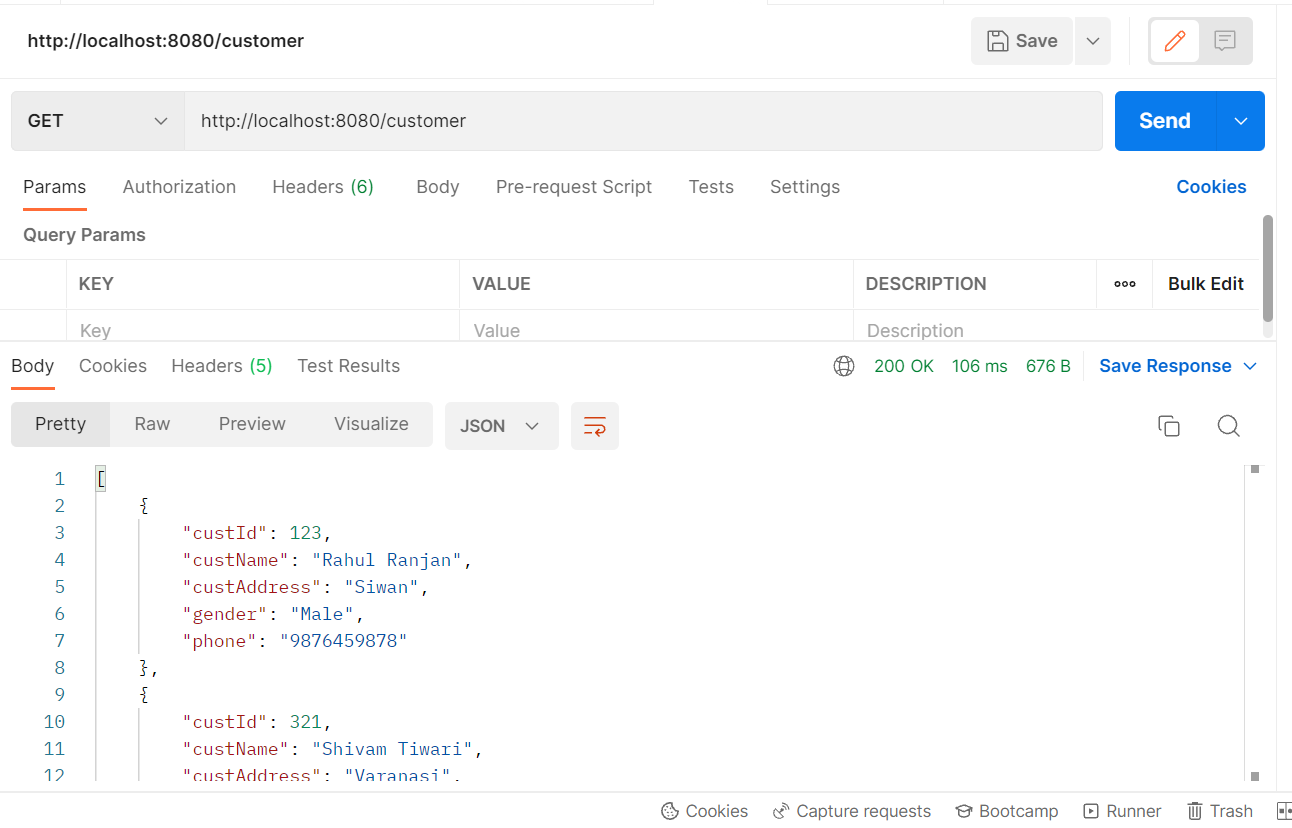 http://localhost:8080/customer
Save
GET
http://localhost:8080/customer
Send
Params Authorization Headers (6) Body Pre-request Script Tests Settings Cookies
Query Params
KEY VALUE DESCRIPTION ooo Bulk Edit
Key Value Description
Body Cookies Headers (5) Test Results 200 OK 106 ms 676 B Save Response
Pretty Raw Preview Visualize JSON
1 [
2 {
3 "custId": 123,
4 "custName": "Rahul Ranjan",
5 "custAddress": "Siwan",
6 "gender": "Male",
7 "phone": "9876459878"
8 },
9 {
10 "custId": 321,
11 "custName": "Shivam Tiwari",
12 "custAddress": "Varanasi",
Cookies Capture requests Bootcamp Runner Trash